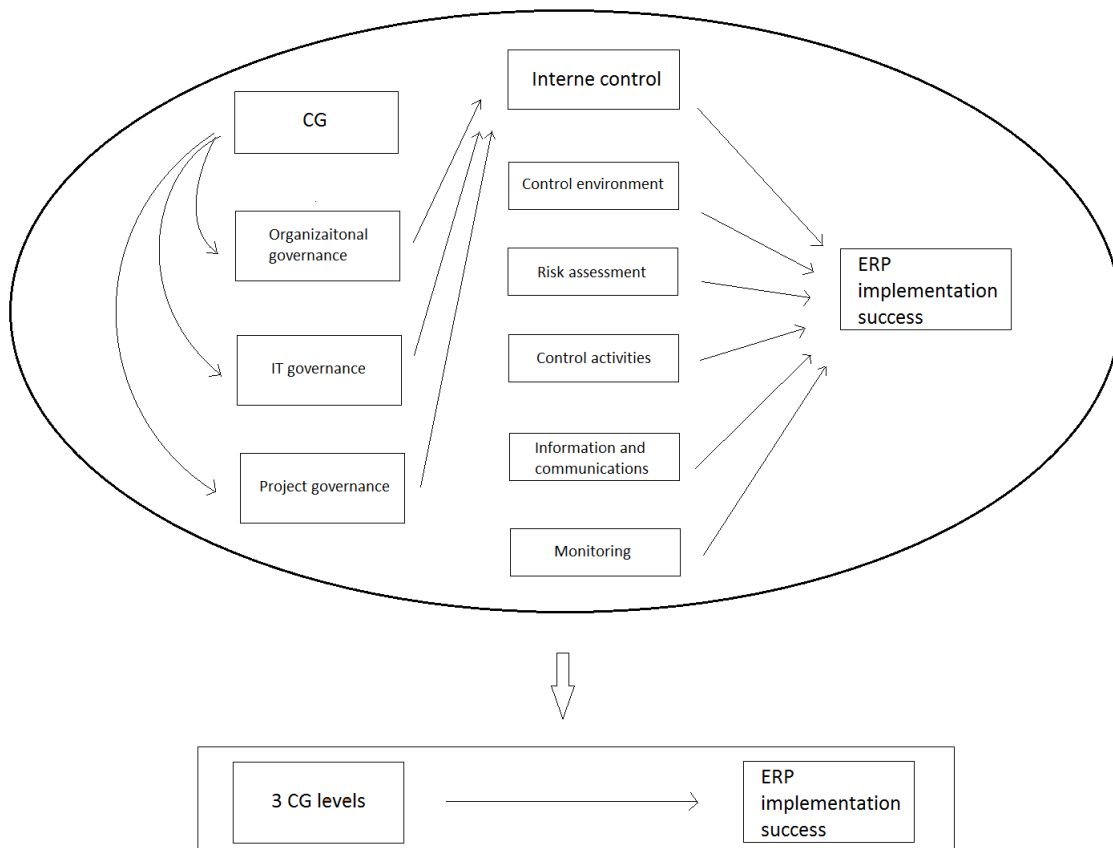 Interne control
CG
Control environment
Organizaitonal
governance
Risk assessment
ERP
implementation
success
IT governance
Control activities
Information and
communications
Project governance
Monitoring
3 CG levels
ERP
implementation
success